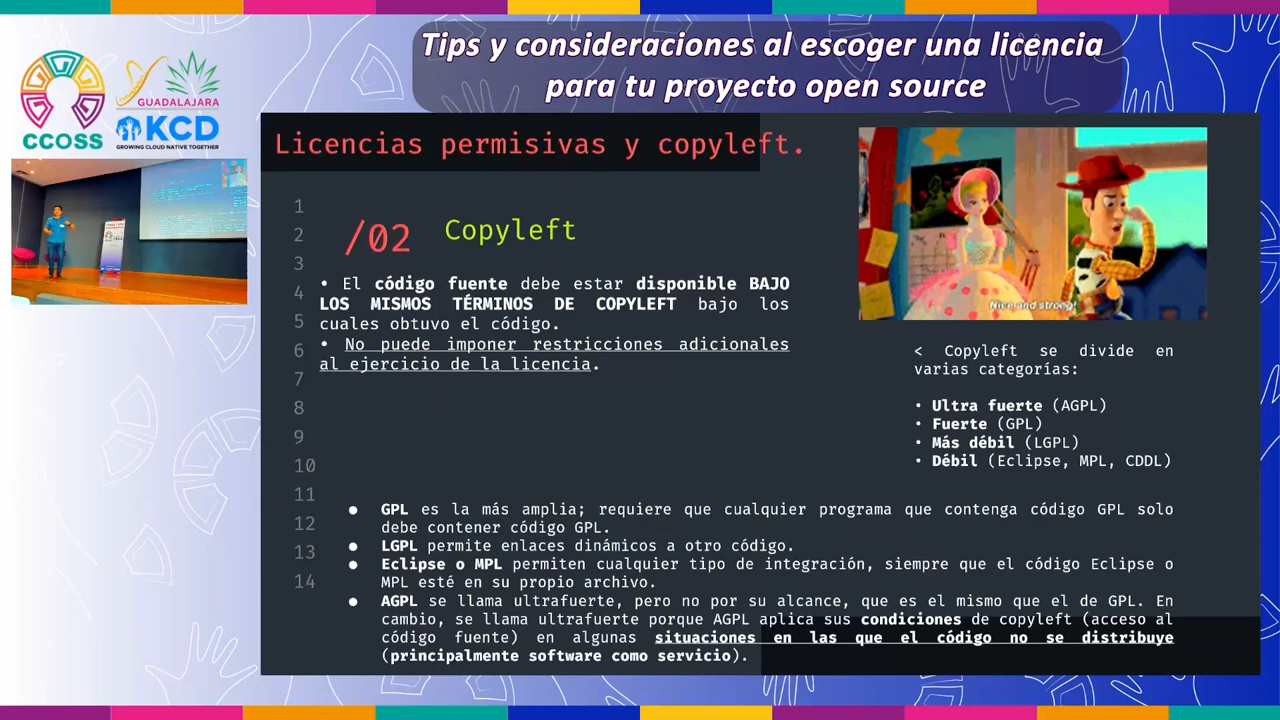 Tips y consideraciones al escoger una licencia
para tu proyecto open source
CCOSS
GUADALAJARA
KCD
GROWING CLOUD NATIVE TOGETHER
Licencias permisivas y copyleft.
1
2
3
4
5
6
7
8
9
10
11
12
13
14
/02 Copyleft
• El código fuente debe estar disponible BAJO
LOS MISMOS TÉRMINOS DE COPYLEFT bajo los
cuales obtuvo el código.
• No puede imponer restricciones adicionales
al ejercicio de la licencia.
Nice and strong!
< Copyleft se divide en
varias categorías:
• Ultra fuerte (AGPL)
• Fuerte (GPL)
• Más débil (LGPL)
• Débil (Eclipse, MPL, CDDL)
● GPL es la más amplia; requiere que cualquier programa que contenga código GPL solo
debe contener código GPL.
● LGPL permite enlaces dinámicos a otro código.
● Eclipse o MPL permiten cualquier tipo de integración, siempre que el código Eclipse o
MPL esté en su propio archivo.
● AGPL se llama ultrafuerte, pero no por su alcance, que es el mismo que el de GPL. En
cambio, se llama ultrafuerte porque AGPL aplica sus condiciones de copyleft (acceso al
código fuente) en algunas situaciones en las que el código no se distribuye
(principalmente software como servicio).